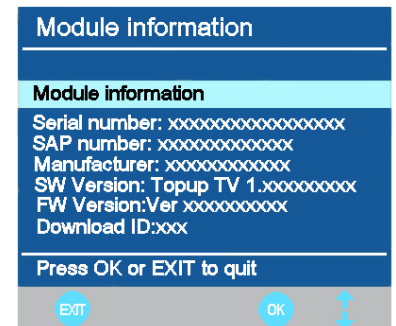 Module information
Module information
Serial number: xxxxxxxxxxxxxxxxx
SAP number: xxxxxxxxxxxxx
Manufacturer: xxxxxxxxxxxx
SW Version: Topup TV 1.xxxxxxxxx
FW Version:Ver xxxxxxxxxx
Download ID:xxx
Press OK or EXIT to quit
EXIT OK